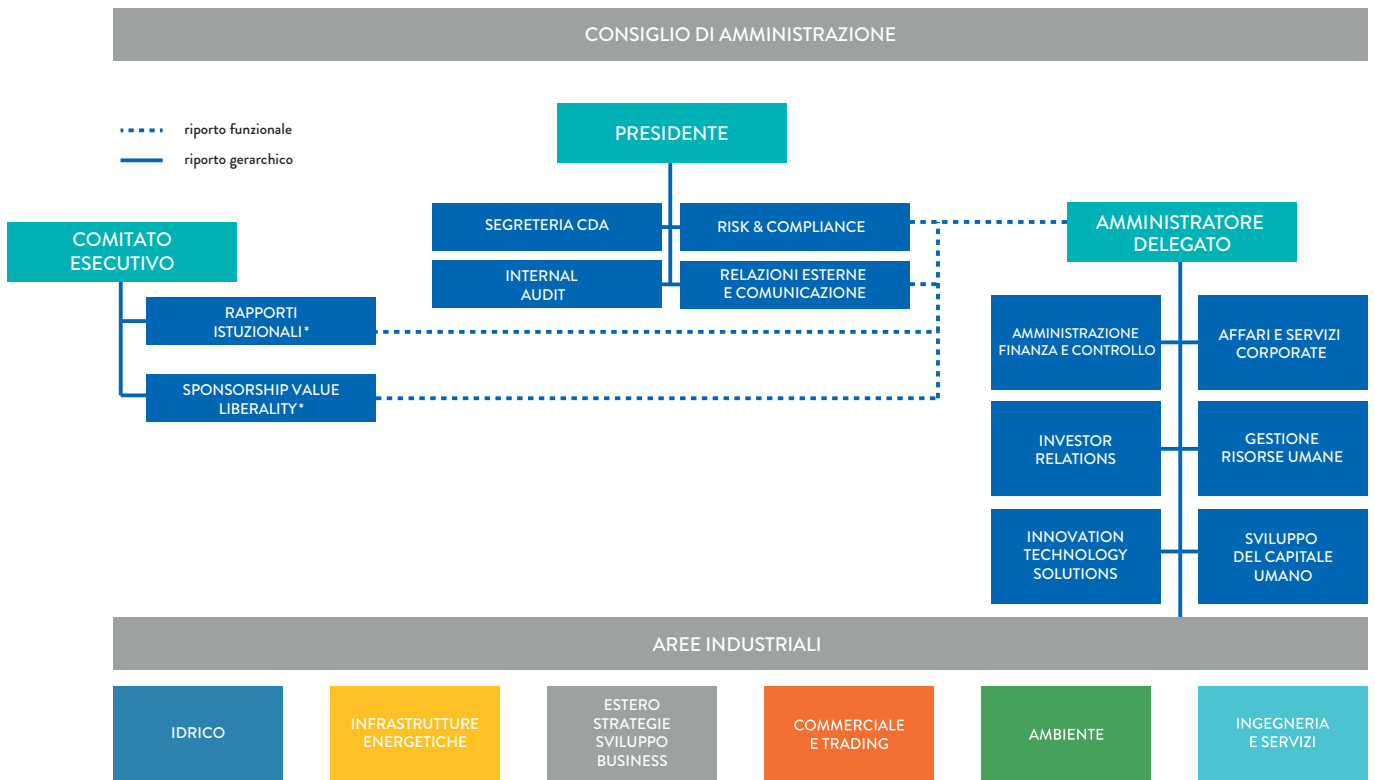 CONSIGLIO DI AMMINISTRAZIONE
riporto funzionale
riporto gerarchico
PRESIDENTE
SEGRETERIA CDA
RISK & COMPLIANCE
INTERNAL
AUDIT
RELAZIONI ESTERNE
E COMUNICAZIONE
COMITATO
ESECUTIVO
RAPPORTI
ISTUZIONALI*
SPONSORSHIP VALUE
LIBERALITY*
AMMINISTRATORE
DELEGATO
AMMINISTRAZIONE
FINANZA E CONTROLLO
AFFARI E SERVIZI
CORPORATE
INVESTOR
RELATIONS
GESTIONE
RISORSE UMANE
INNOVATION
TECHNOLOGY
SOLUTIONS
SVILUPPO
DEL CAPITALE
UMANO
AREE INDUSTRIALI
IDRICO
INFRASTRUTTURE
ENERGETICHE
ESTERO
STRATEGIE
SVILUPPO
BUSINESS
COMMERCIALE
E TRADING
AMBIENTE
INGEGNERIA
E SERVIZI